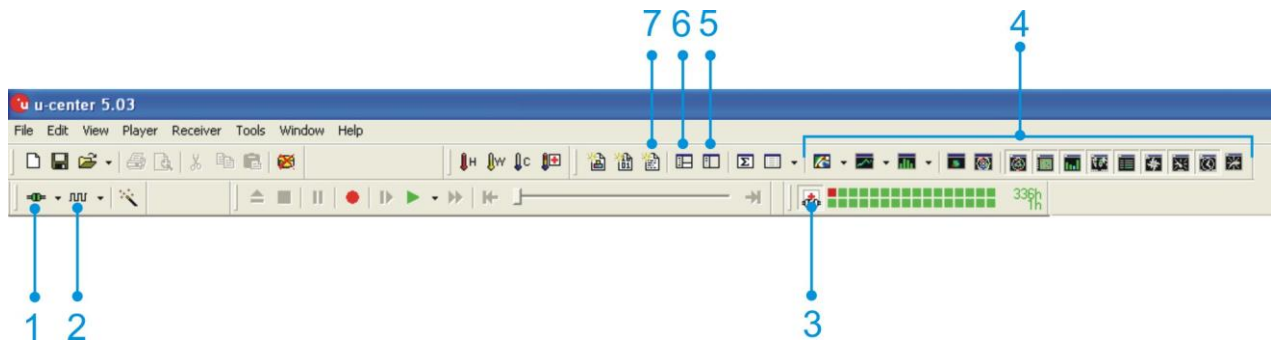 7 6 5 4
u u-center 5.03
File Edit View Player Receiver Tools Window Help
H W C Σ
336h
1h
1 2 3